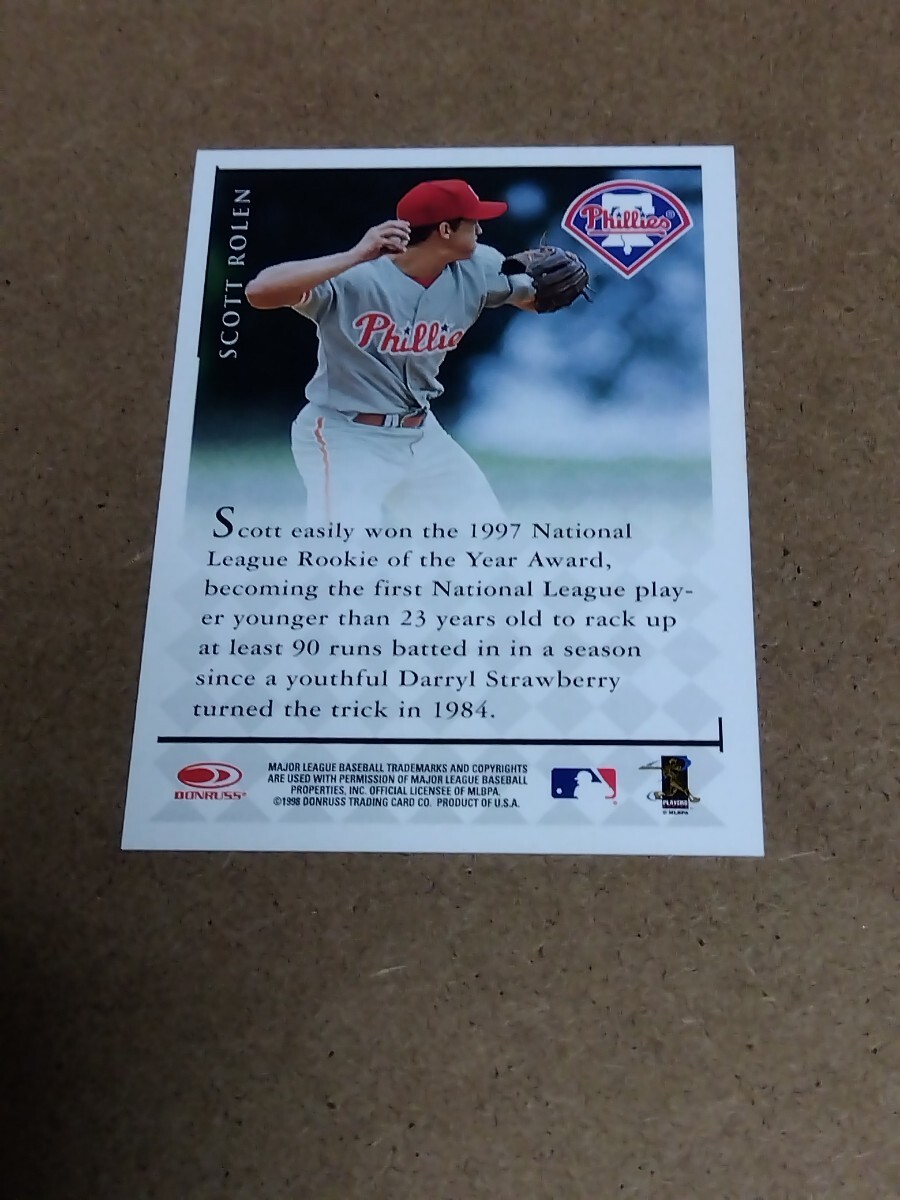 SCOTT ROLEN
Phillies®
Phillie
Scott easily won the 1997 National
League Rookie of the Year Award,
becoming the first National League play-
er younger than 23 years old to rack up
at least 90 runs batted in in a season
since a youthful Darryl Strawberry
turned the trick in 1984.
DONRUSS®
MAJOR LEAGUE BASEBALL TRADEMARKS AND COPYRIGHTS
ARE USED WITH PERMISSION OF MAJOR LEAGUE BASEBALL
PROPERTIES, INC. OFFICIAL LICENSEE OF MLBPA.
©1998 DONRUSS TRADING CARD CO. PRODUCT OF U.S.A.
PLAYERS
© MLBPA